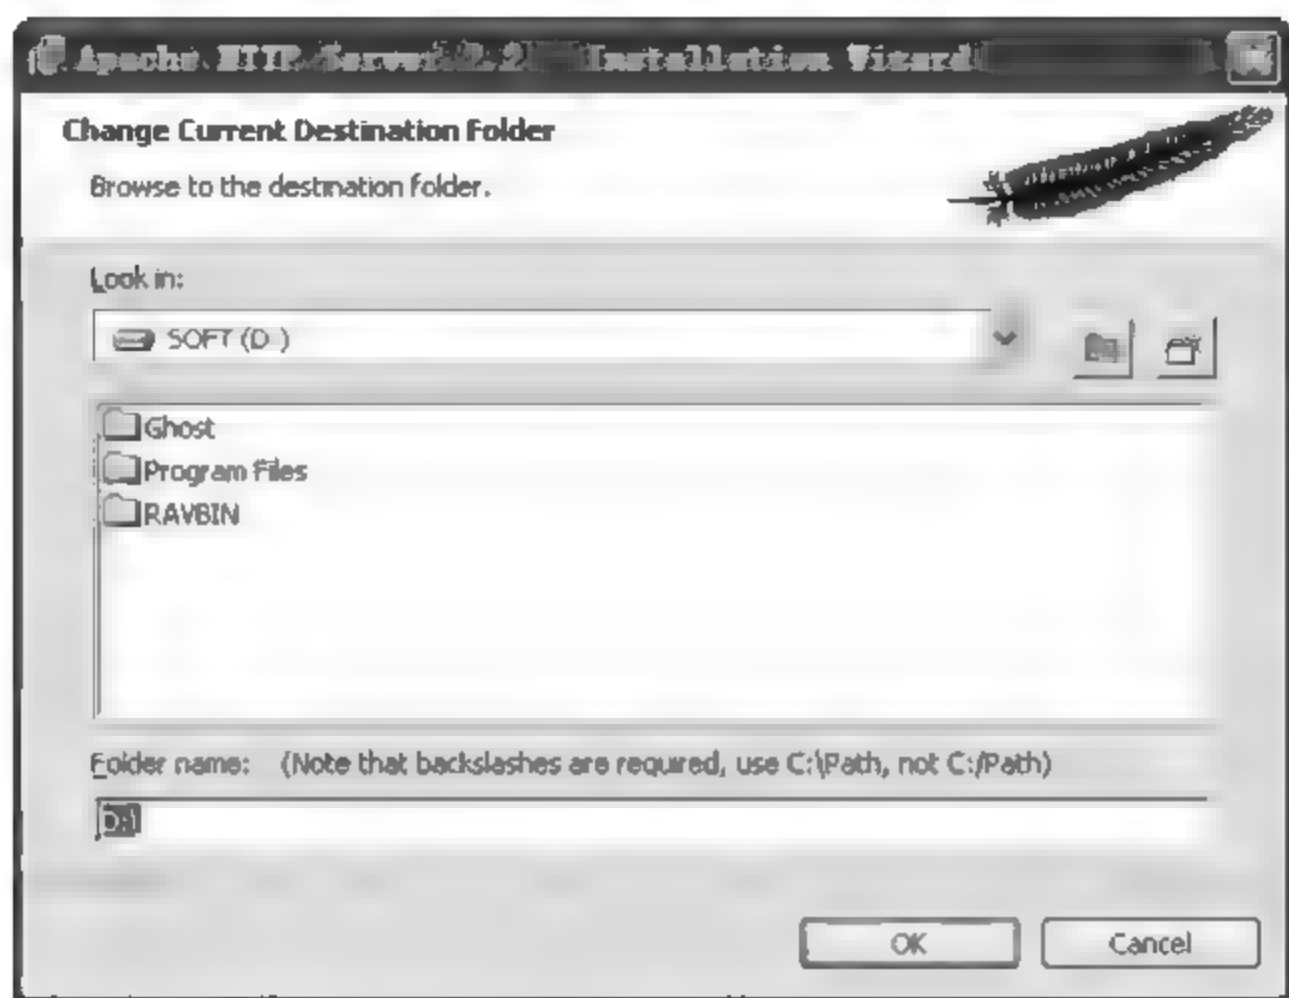 Apache HTTP Server 2.2 Installation Wizard
Change Current Destination Folder
Browse to the destination folder.
Look in:
SOFT (D:)
Ghost
Program Files
RAVBIN
Folder name: (Note that backslashes are required, use C:\Path, not C:/Path)
D:\
OK
Cancel